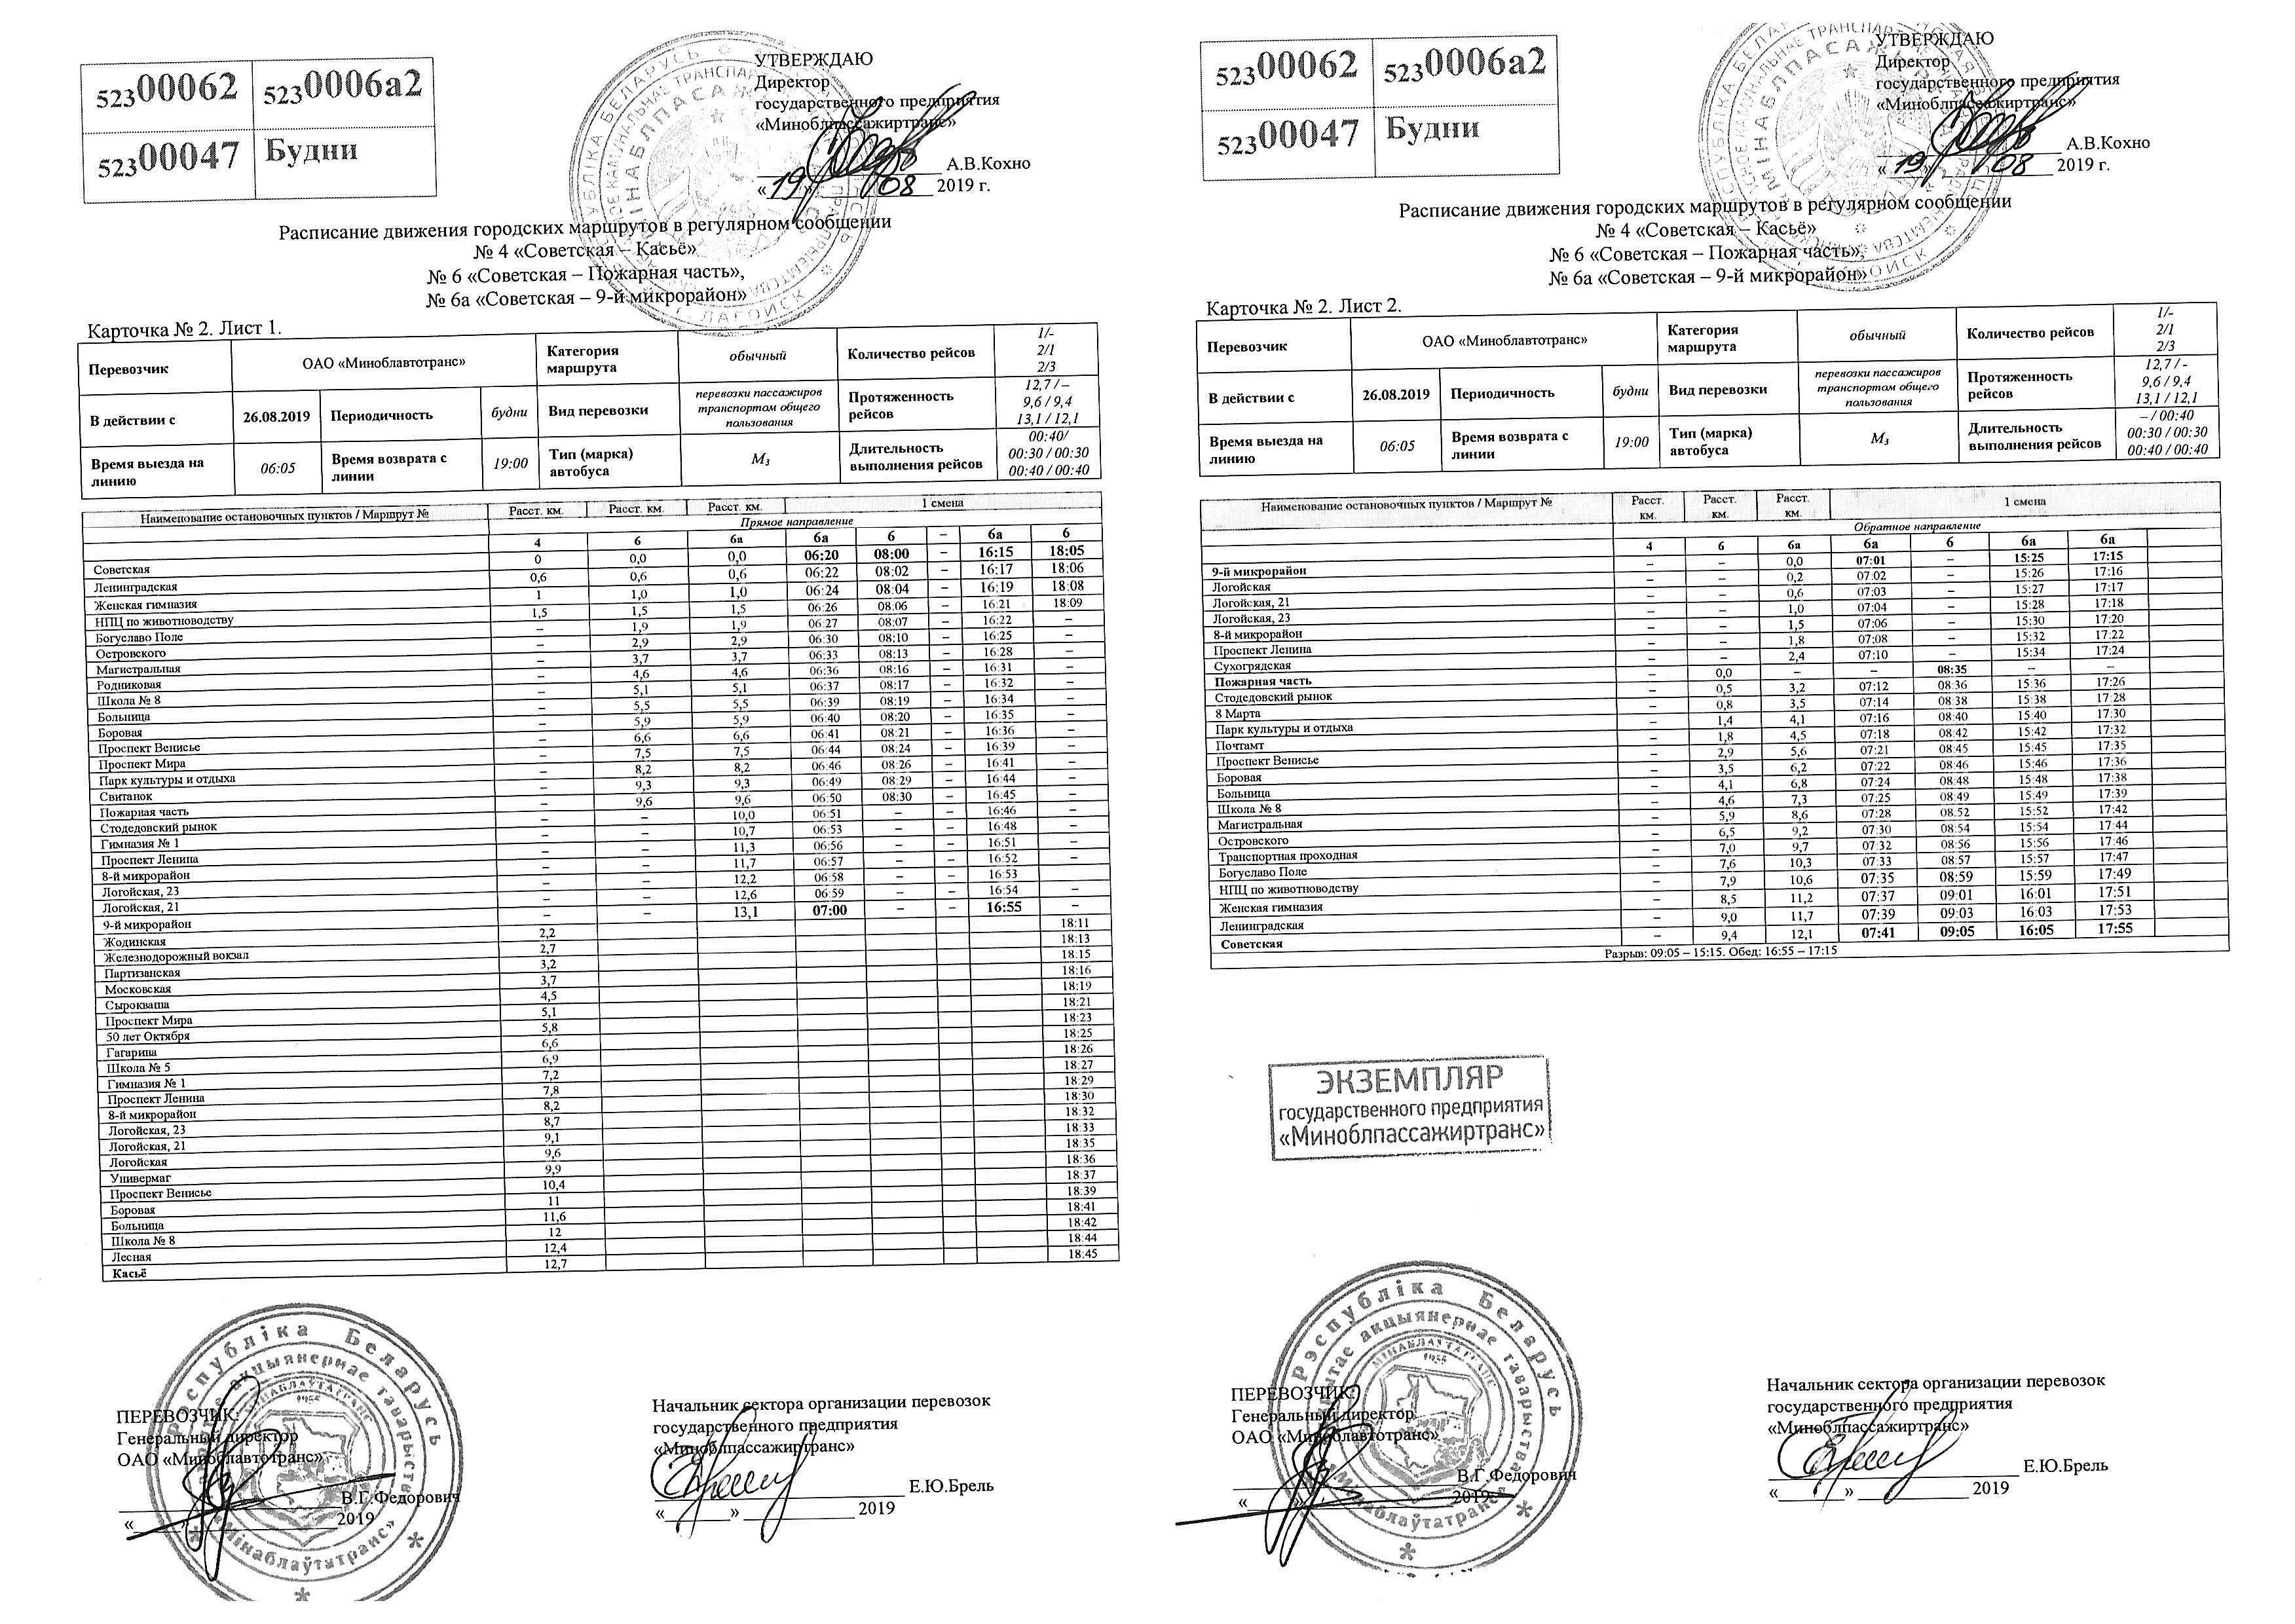 52300062 5230006а2
52300047 Будни
УТВЕРЖДАЮ
Директор
государственного предприятия
«Миноблпассажиртранс»
А.В.Кохно
«19» 08 2019 г.
Расписание движения городских маршрутов в регулярном сообщении
№ 4 «Советская – Касьё»
№ 6 «Советская – Пожарная часть»,
№ 6а «Советская – 9-й микрорайон»
Карточка № 2. Лист 1.
Перевозчик ОАО «Миноблавтотранс» Категория маршрута обычный Количество рейсов 1/- 2/1 2/3
В действии с 26.08.2019 Периодичность будни Вид перевозки перевозки пассажиров транспортом общего пользования Протяженность рейсов 12,7 / – 9,6 / 9,4 13,1 / 12,1
Время выезда на линию 06:05 Время возврата с линии 19:00 Тип (марка) автобуса М3 Длительность выполнения рейсов 00:40/ 00:30 / 00:30 00:40 / 00:40
Наименование остановочных пунктов / Маршрут № Расст. км. Расст. км. Расст. км. 1 смена
Прямое направление
4 6 6а 6а 6 – 6а 6
Советская 0 0,0 0,0 06:20 08:00 – 16:15 18:05
Ленинградская 0,6 0,6 0,6 06:22 08:02 – 16:17 18:06
Женская гимназия 1 1,0 1,0 06:24 08:04 – 16:19 18:08
НПЦ по животноводству 1,5 1,5 1,5 06:26 08:06 – 16:21 18:09
Богуславо Поле – 1,9 1,9 06:27 08:07 – 16:22 –
Островского – 2,9 2,9 06:30 08:10 – 16:25 –
Магистральная – 3,7 3,7 06:33 08:13 – 16:28 –
Родниковая – 4,6 4,6 06:36 08:16 – 16:31 –
Школа № 8 – 5,1 5,1 06:37 08:17 – 16:32 –
Больница – 5,5 5,5 06:39 08:19 – 16:34 –
Боровая – 5,9 5,9 06:40 08:20 – 16:35 –
Проспект Венисье – 6,6 6,6 06:41 08:21 – 16:36 –
Проспект Мира – 7,5 7,5 06:44 08:24 – 16:39 –
Парк культуры и отдыха – 8,2 8,2 06:46 08:26 – 16:41 –
Свитанок – 9,3 9,3 06:49 08:29 – 16:44 –
Пожарная часть – 9,6 9,6 06:50 08:30 – 16:45 –
Стодедовский рынок – – 10,0 06:51 – – 16:46 –
Гимназия № 1 – – 10,7 06:53 – – 16:48 –
Проспект Ленина – – 11,3 06:56 – – 16:51 –
8-й микрорайон – – 11,7 06:57 – – 16:52 –
Логойская, 23 – – 12,2 06:58 – – 16:53
Логойская, 21 – – 12,6 06:59 – – 16:54 –
9-й микрорайон – – 13,1 07:00 – – 16:55 –
Жодинская 2,2 18:11
Железнодорожный вокзал 2,7 18:13
Партизанская 3,2 18:15
Московская 3,7 18:16
Сырокваша 4,5 18:19
Проспект Мира 5,1 18:21
50 лет Октября 5,8 18:23
Гагарина 6,6 18:25
Школа № 5 6,9 18:26
Гимназия № 1 7,2 18:27
Проспект Ленина 7,8 18:29
8-й микрорайон 8,2 18:30
Логойская, 23 8,7 18:32
Логойская, 21 9,1 18:33
Логойская 9,6 18:35
Универмаг 9,9 18:36
Проспект Венисье 10,4 18:37
Боровая 11 18:39
Больница 11,6 18:41
Школа № 8 12 18:42
Лесная 12,4 18:44
Касьё 12,7 18:45
ПЕРЕВОЗЧИК:
Генеральный директор
ОАО «Миноблавтотранс»
В.Г.Федорович
«____» ____ 2019
Начальник сектора организации перевозок
государственного предприятия
«Миноблпассажиртранс»
Е.Ю.Брель
«____» ____ 2019
Рэспубліка Беларусь
«Мінаблаўтатранс»
52300062 5230006а2
52300047 Будни
УТВЕРЖДАЮ
Директор
государственного предприятия
«Миноблпассажиртранс»
А.В.Кохно
«19» 08 2019 г.
Расписание движения городских маршрутов в регулярном сообщении
№ 4 «Советская – Касьё»
№ 6 «Советская – Пожарная часть»,
№ 6а «Советская – 9-й микрорайон»
Карточка № 2. Лист 2.
Перевозчик ОАО «Миноблавтотранс» Категория маршрута обычный Количество рейсов 1/- 2/1 2/3
В действии с 26.08.2019 Периодичность будни Вид перевозки перевозки пассажиров транспортом общего пользования Протяженность рейсов 12,7 / - 9,6 / 9,4 13,1 / 12,1
Время выезда на линию 06:05 Время возврата с линии 19:00 Тип (марка) автобуса М3 Длительность выполнения рейсов – / 00:40 00:30 / 00:30 00:40 / 00:40
Наименование остановочных пунктов / Маршрут № Расст. км. Расст. км. Расст. км. 1 смена
Обратное направление
4 6 6а 6а 6 6а 6а
9-й микрорайон – – 0,0 07:01 – 15:25 17:15
Логойская – – 0,2 07:02 – 15:26 17:16
Логойская, 21 – – 0,6 07:03 – 15:27 17:17
Логойская, 23 – – 1,0 07:04 – 15:28 17:18
8-й микрорайон – – 1,5 07:06 – 15:30 17:20
Проспект Ленина – – 1,8 07:08 – 15:32 17:22
Сухогрядская – – 2,4 07:10 – 15:34 17:24
Пожарная часть – 0,0 – – 08:35 – –
Стодедовский рынок – 0,5 3,2 07:12 08:36 15:36 17:26
8 Марта – 0,8 3,5 07:14 08:38 15:38 17:28
Парк культуры и отдыха – 1,4 4,1 07:16 08:40 15:40 17:30
Почтамт – 1,8 4,5 07:18 08:42 15:42 17:32
Проспект Венисье – 2,9 5,6 07:21 08:45 15:45 17:35
Боровая – 3,5 6,2 07:22 08:46 15:46 17:36
Больница – 4,1 6,8 07:24 08:48 15:48 17:38
Школа № 8 – 4,6 7,3 07:25 08:49 15:49 17:39
Магистральная – 5,9 8,6 07:28 08:52 15:52 17:42
Островского – 6,5 9,2 07:30 08:54 15:54 17:44
Транспортная проходная – 7,0 9,7 07:32 08:56 15:56 17:46
Богуславо Поле – 7,6 10,3 07:33 08:57 15:57 17:47
НПЦ по животноводству – 7,9 10,6 07:35 08:59 15:59 17:49
Женская гимназия – 8,5 11,2 07:37 09:01 16:01 17:51
Ленинградская – 9,0 11,7 07:39 09:03 16:03 17:53
Советская – 9,4 12,1 07:41 09:05 16:05 17:55
Разрыв: 09:05 – 15:15. Обед: 16:55 – 17:15
ЭКЗЕМПЛЯР
государственного предприятия
«Миноблпассажиртранс»
ПЕРЕВОЗЧИК:
Генеральный директор
ОАО «Миноблавтотранс»
В.Г.Федорович
«____» ____ 2019
Начальник сектора организации перевозок
государственного предприятия
«Миноблпассажиртранс»
Е.Ю.Брель
«____» ____ 2019
Рэспубліка Беларусь
«Мінаблаўтатранс»